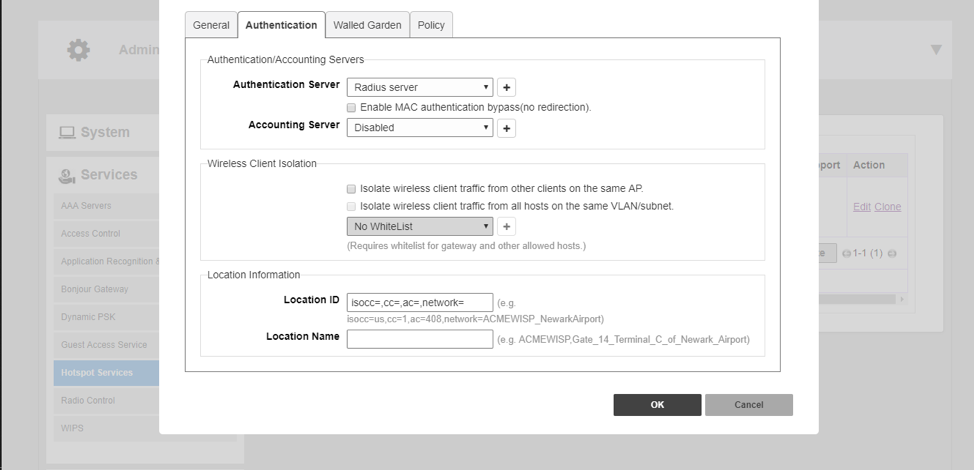 General Authentication Walled Garden Policy
Admin
Authentication/Accounting Servers
Authentication Server Radius server +
Enable MAC authentication bypass(no redirection).
Accounting Server Disabled +
Wireless Client Isolation
Isolate wireless client traffic from other clients on the same AP.
Isolate wireless client traffic from all hosts on the same VLAN/subnet.
No WhiteList +
(Requires whitelist for gateway and other allowed hosts.)
Location Information
Location ID isocc=,cc=,ac=,network= (e.g.
isocc=us,cc=1,ac=408,network=ACMEWISP_NewarkAirport)
Location Name (e.g. ACMEWISP,Gate_14_Terminal_C_of_Newark_Airport)
OK Cancel
System
Services
AAA Servers
Access Control
Application Recognition &
Bonjour Gateway
Dynamic PSK
Guest Access Service
Hotspot Services
Radio Control
WIPS
port Action
Edit Clone
1-1 (1)